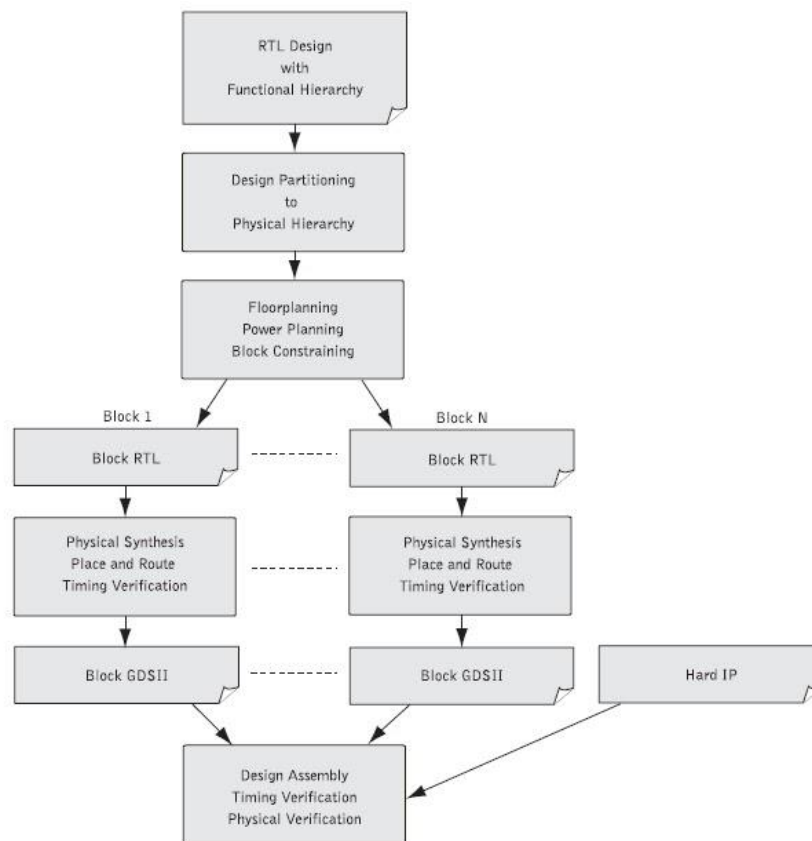 RTL Design
with
Functional Hierarchy
Design Partitioning
to
Physical Hierarchy
Floorplanning
Power Planning
Block Constraining
Block 1
Block N
Block RTL
Block RTL
Physical Synthesis
Place and Route
Timing Verification
Physical Synthesis
Place and Route
Timing Verification
Block GDSII
Block GDSII
Hard IP
Design Assembly
Timing Verification
Physical Verification